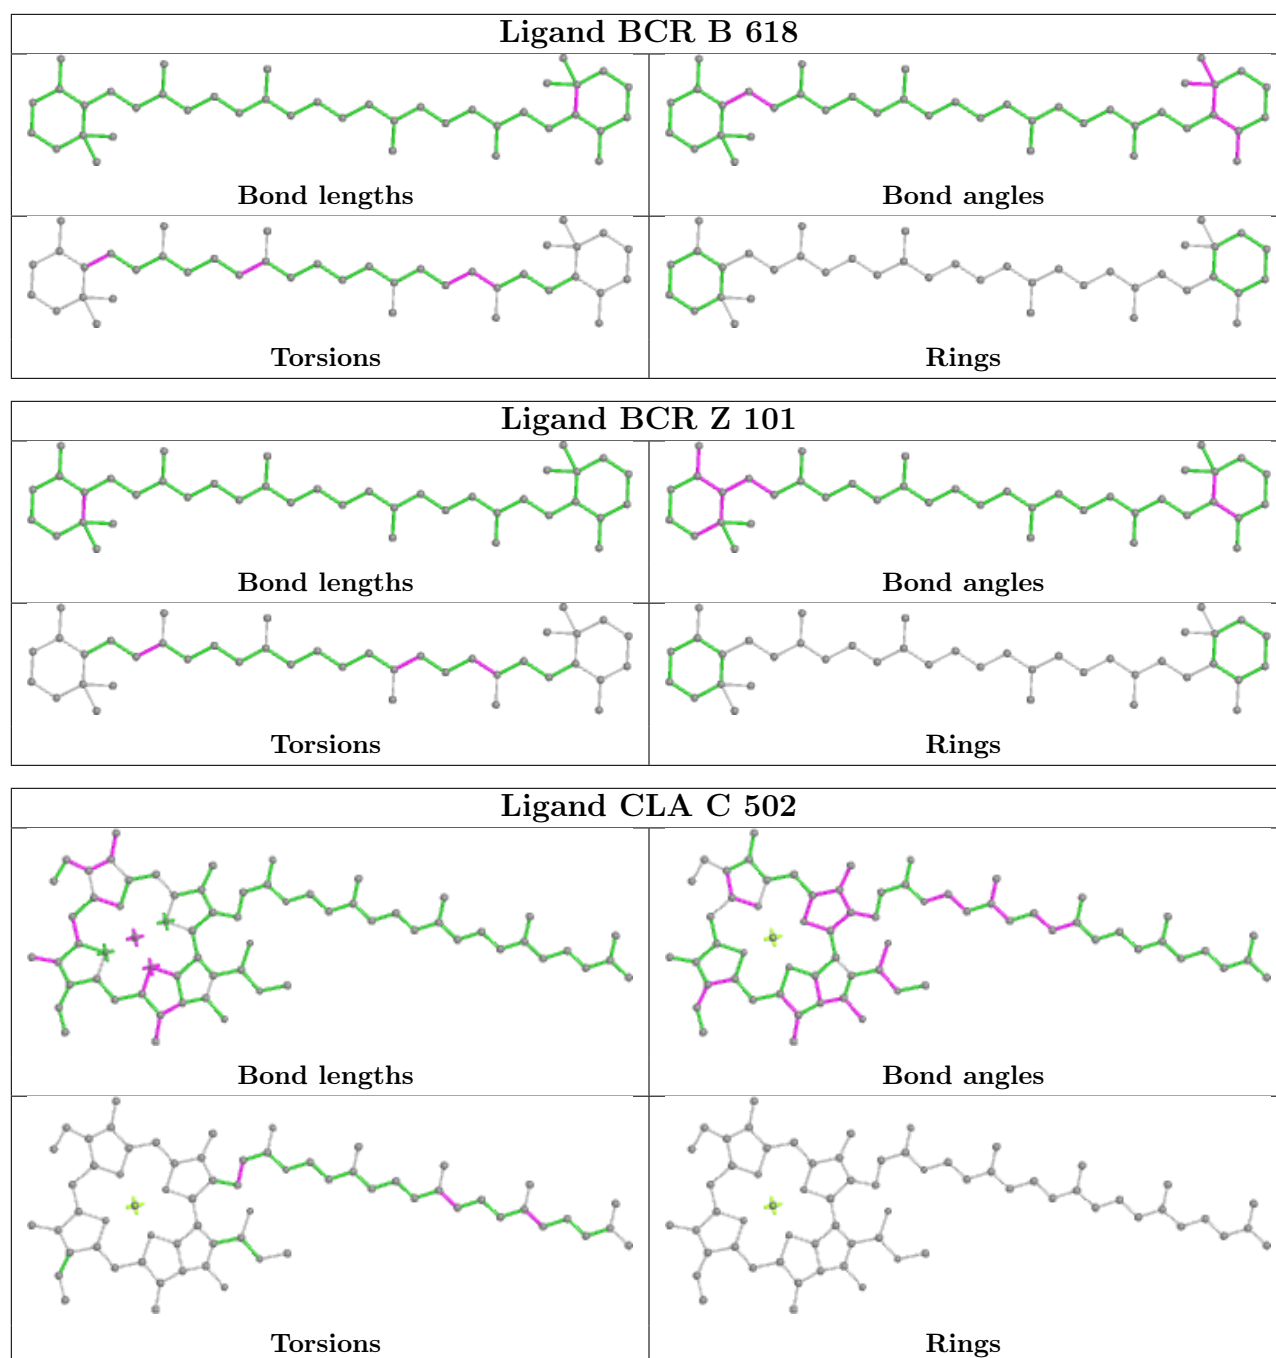 Ligand BCR B 618
Bond lengths
Bond angles
Torsions
Rings
Ligand BCR Z 101
Bond lengths
Bond angles
Torsions
Rings
Ligand CLA C 502
Bond lengths
Bond angles
Torsions
Rings